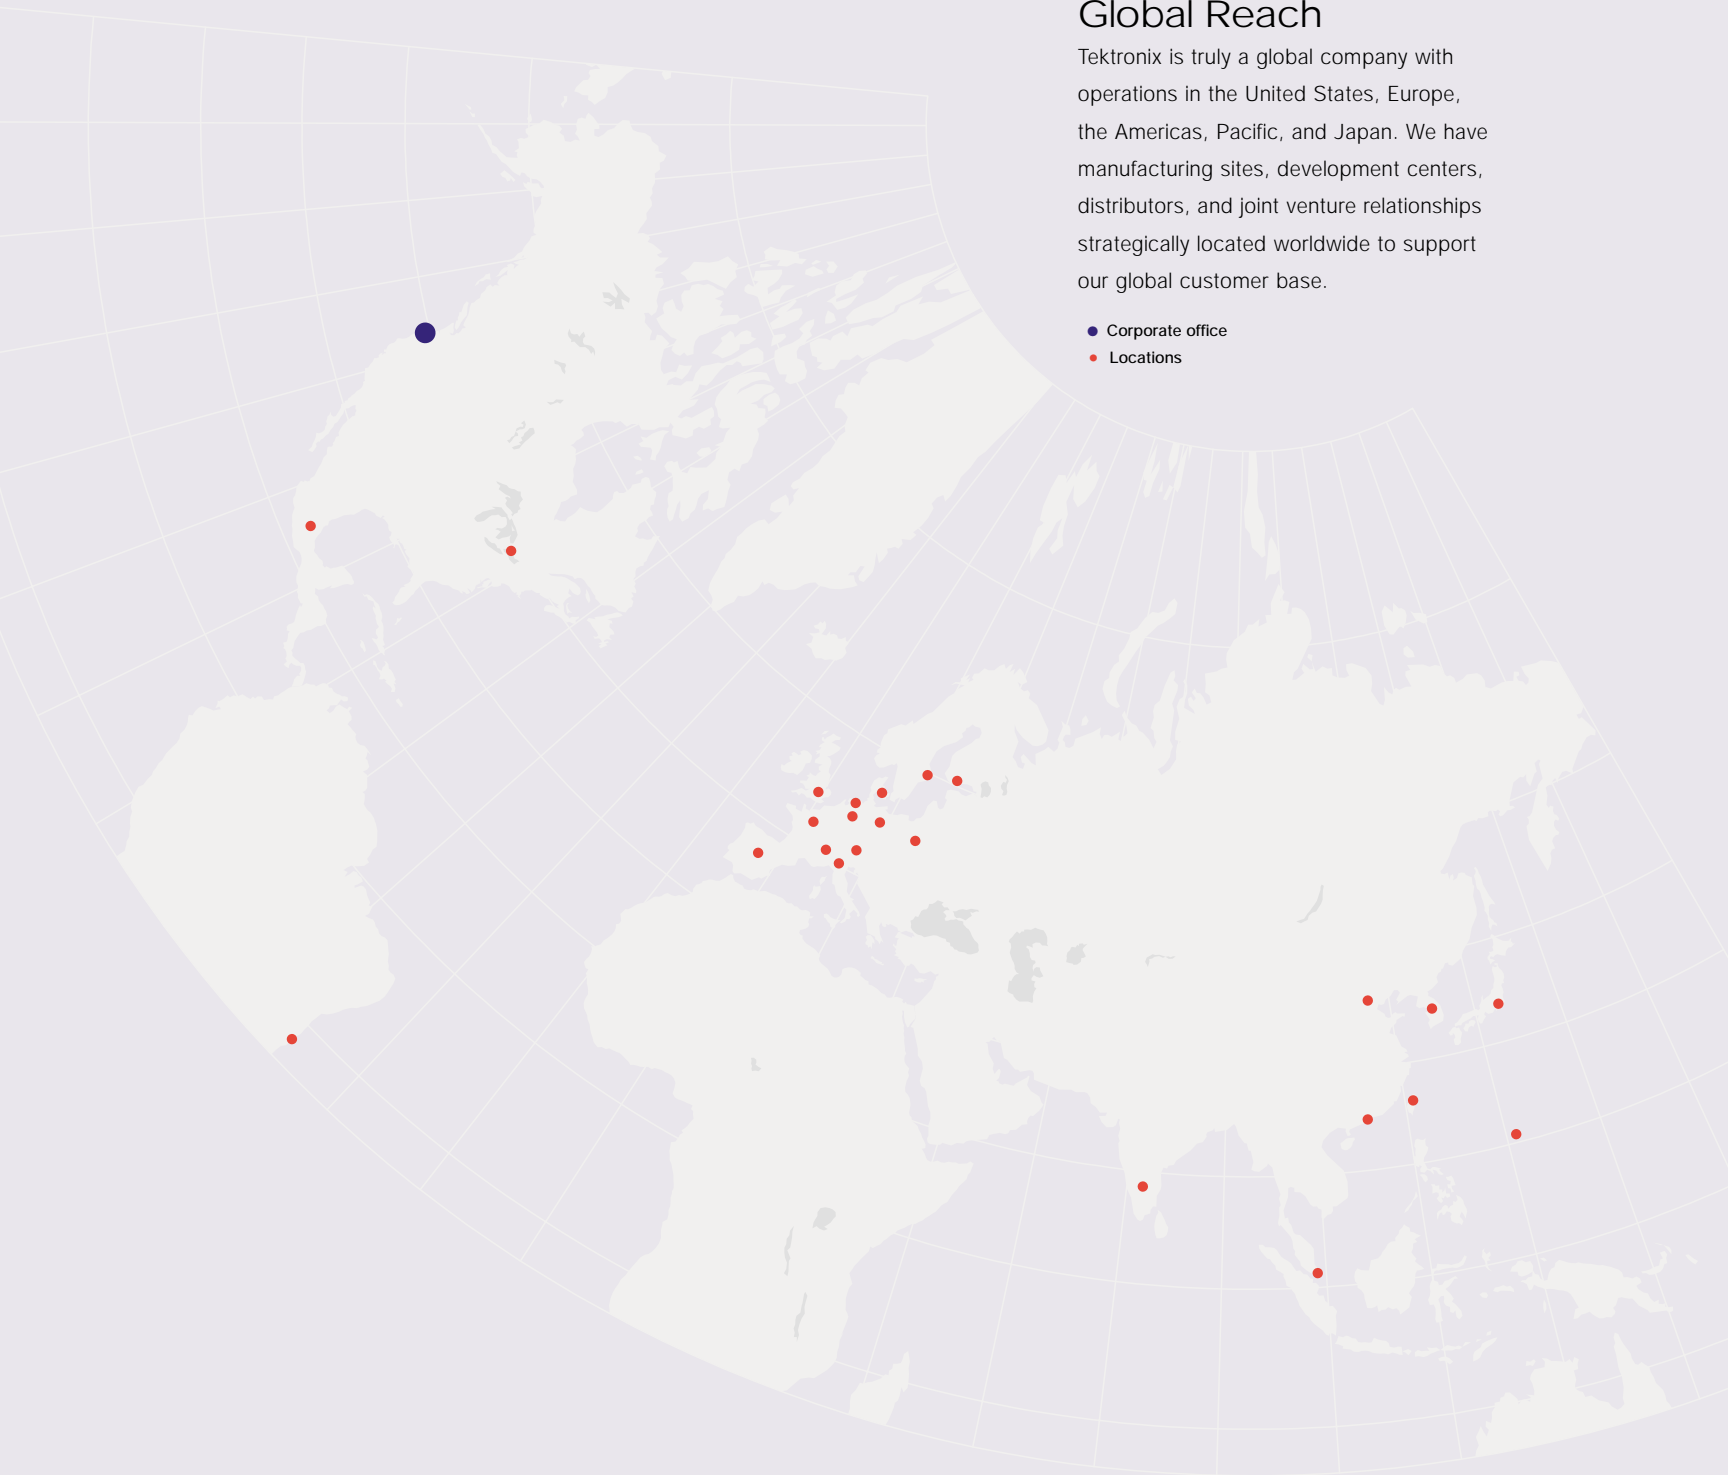 Global Reach
Tektronix is truly a global company with
operations in the United States, Europe,
the Americas, Pacific, and Japan. We have
manufacturing sites, development centers,
distributors, and joint venture relationships
strategically located worldwide to support
our global customer base.
Corporate office
Locations